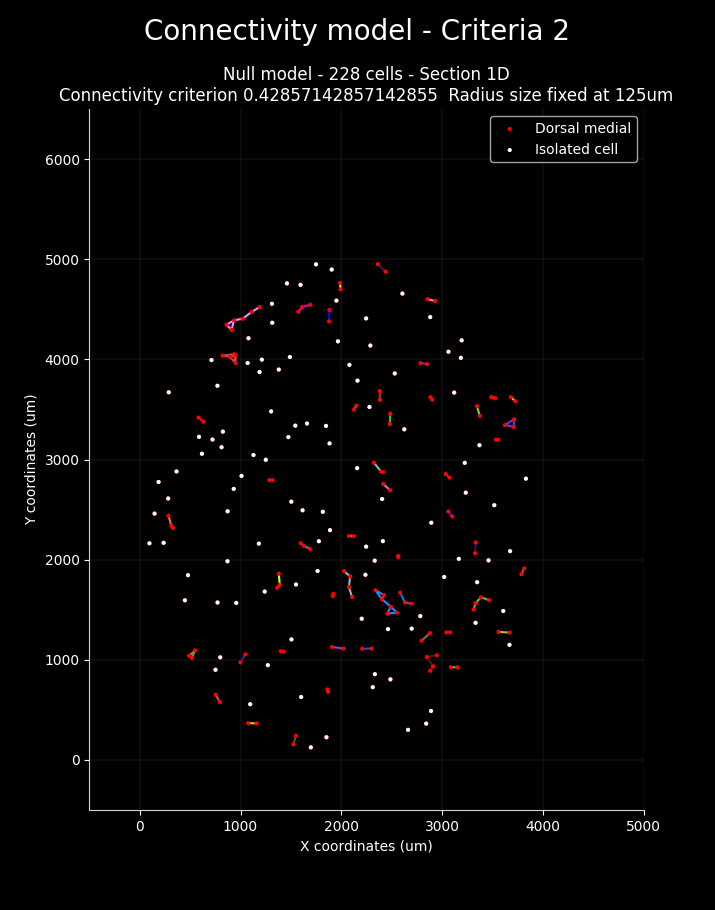 Connectivity model - Criteria 2
Null model - 228 cells - Section 1D
Connectivity criterion 0.42857142857142855  Radius size fixed at 125um
Dorsal medial
Isolated cell
6000
5000
4000
3000
2000
1000
0
Y coordinates (um)
0 1000 2000 3000 4000 5000
X coordinates (um)